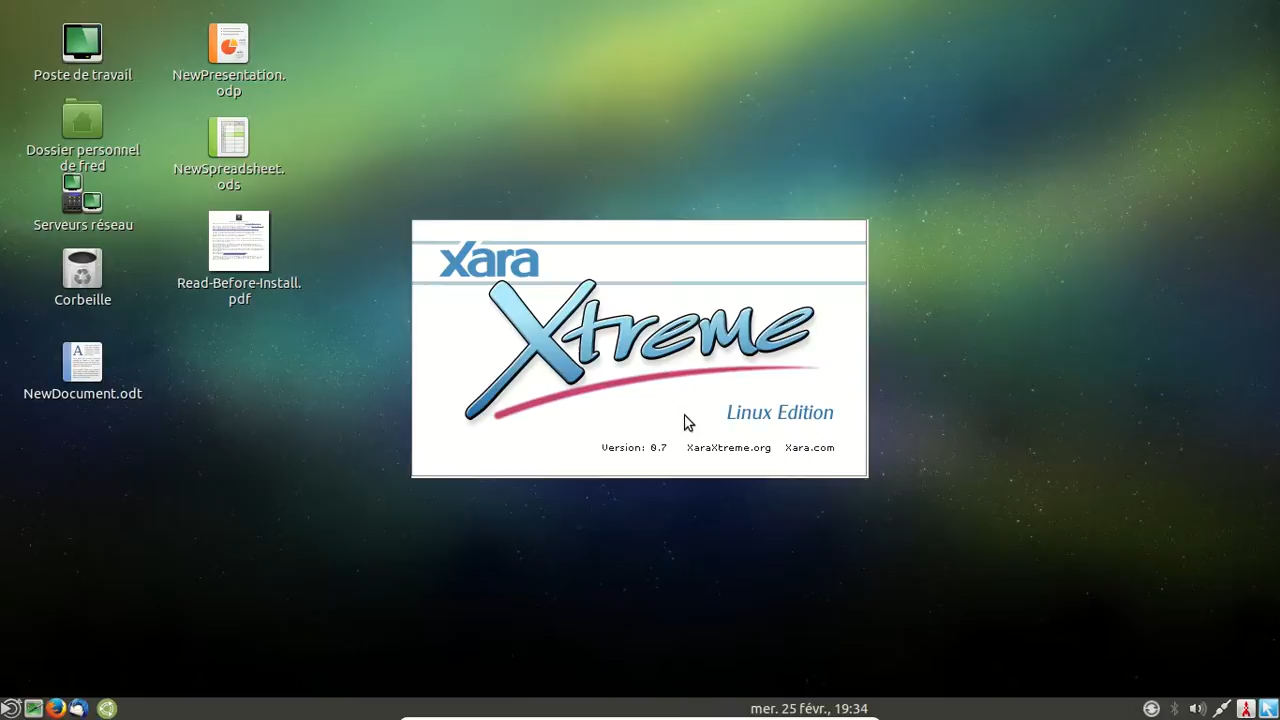 Poste de travail
Dossier personnel
de fred
Serveurs réseau
Corbeille
NewDocument.odt
NewPresentation.
odp
NewSpreadsheet.
ods
Read-Before-Install.
pdf
xara
Xtreme
Linux Edition
Version: 0.7 XaraXtreme.org Xara.com
mer. 25 févr., 19:34